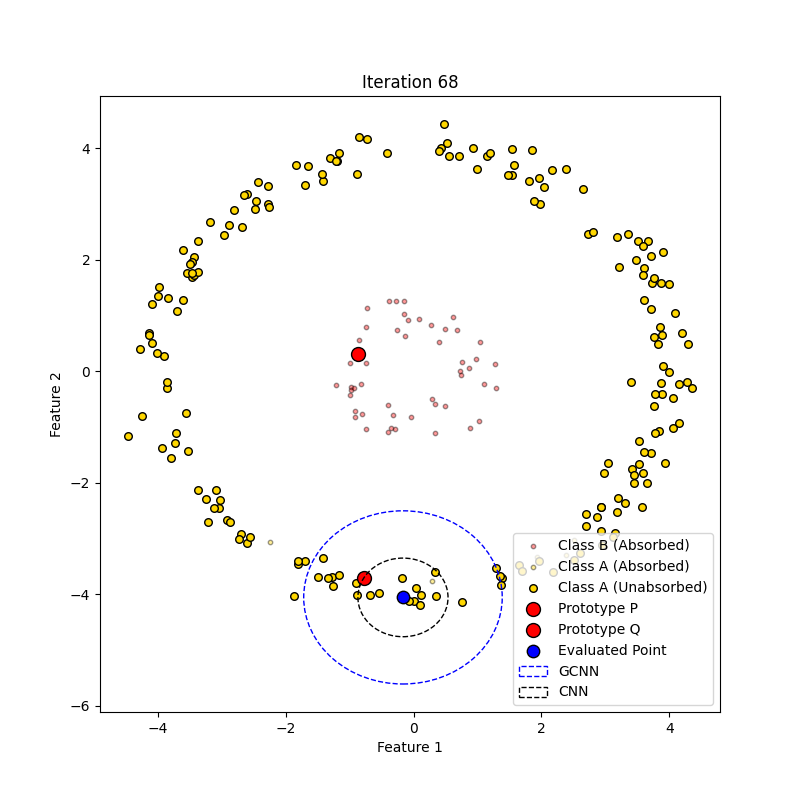 Iteration 68
4
2
0
−2
−4
−6
Feature 2
−4
−2
0
2
4
Feature 1
Class B (Absorbed)
Class A (Absorbed)
Class A (Unabsorbed)
Prototype P
Prototype Q
Evaluated Point
GCNN
CNN